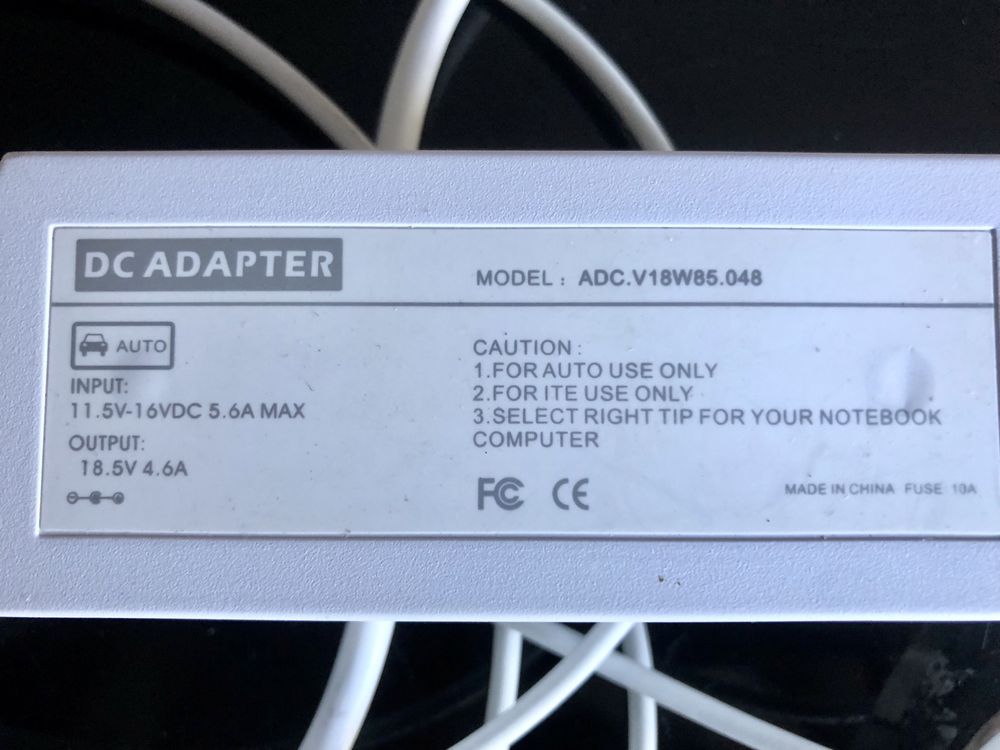 DC ADAPTER
MODEL : ADC.V18W85.048
AUTO
INPUT:
11.5V-16VDC 5.6A MAX
OUTPUT:
18.5V 4.6A
CAUTION :
1.FOR AUTO USE ONLY
2.FOR ITE USE ONLY
3.SELECT RIGHT TIP FOR YOUR NOTEBOOK
COMPUTER
FC CE
MADE IN CHINA FUSE 10A